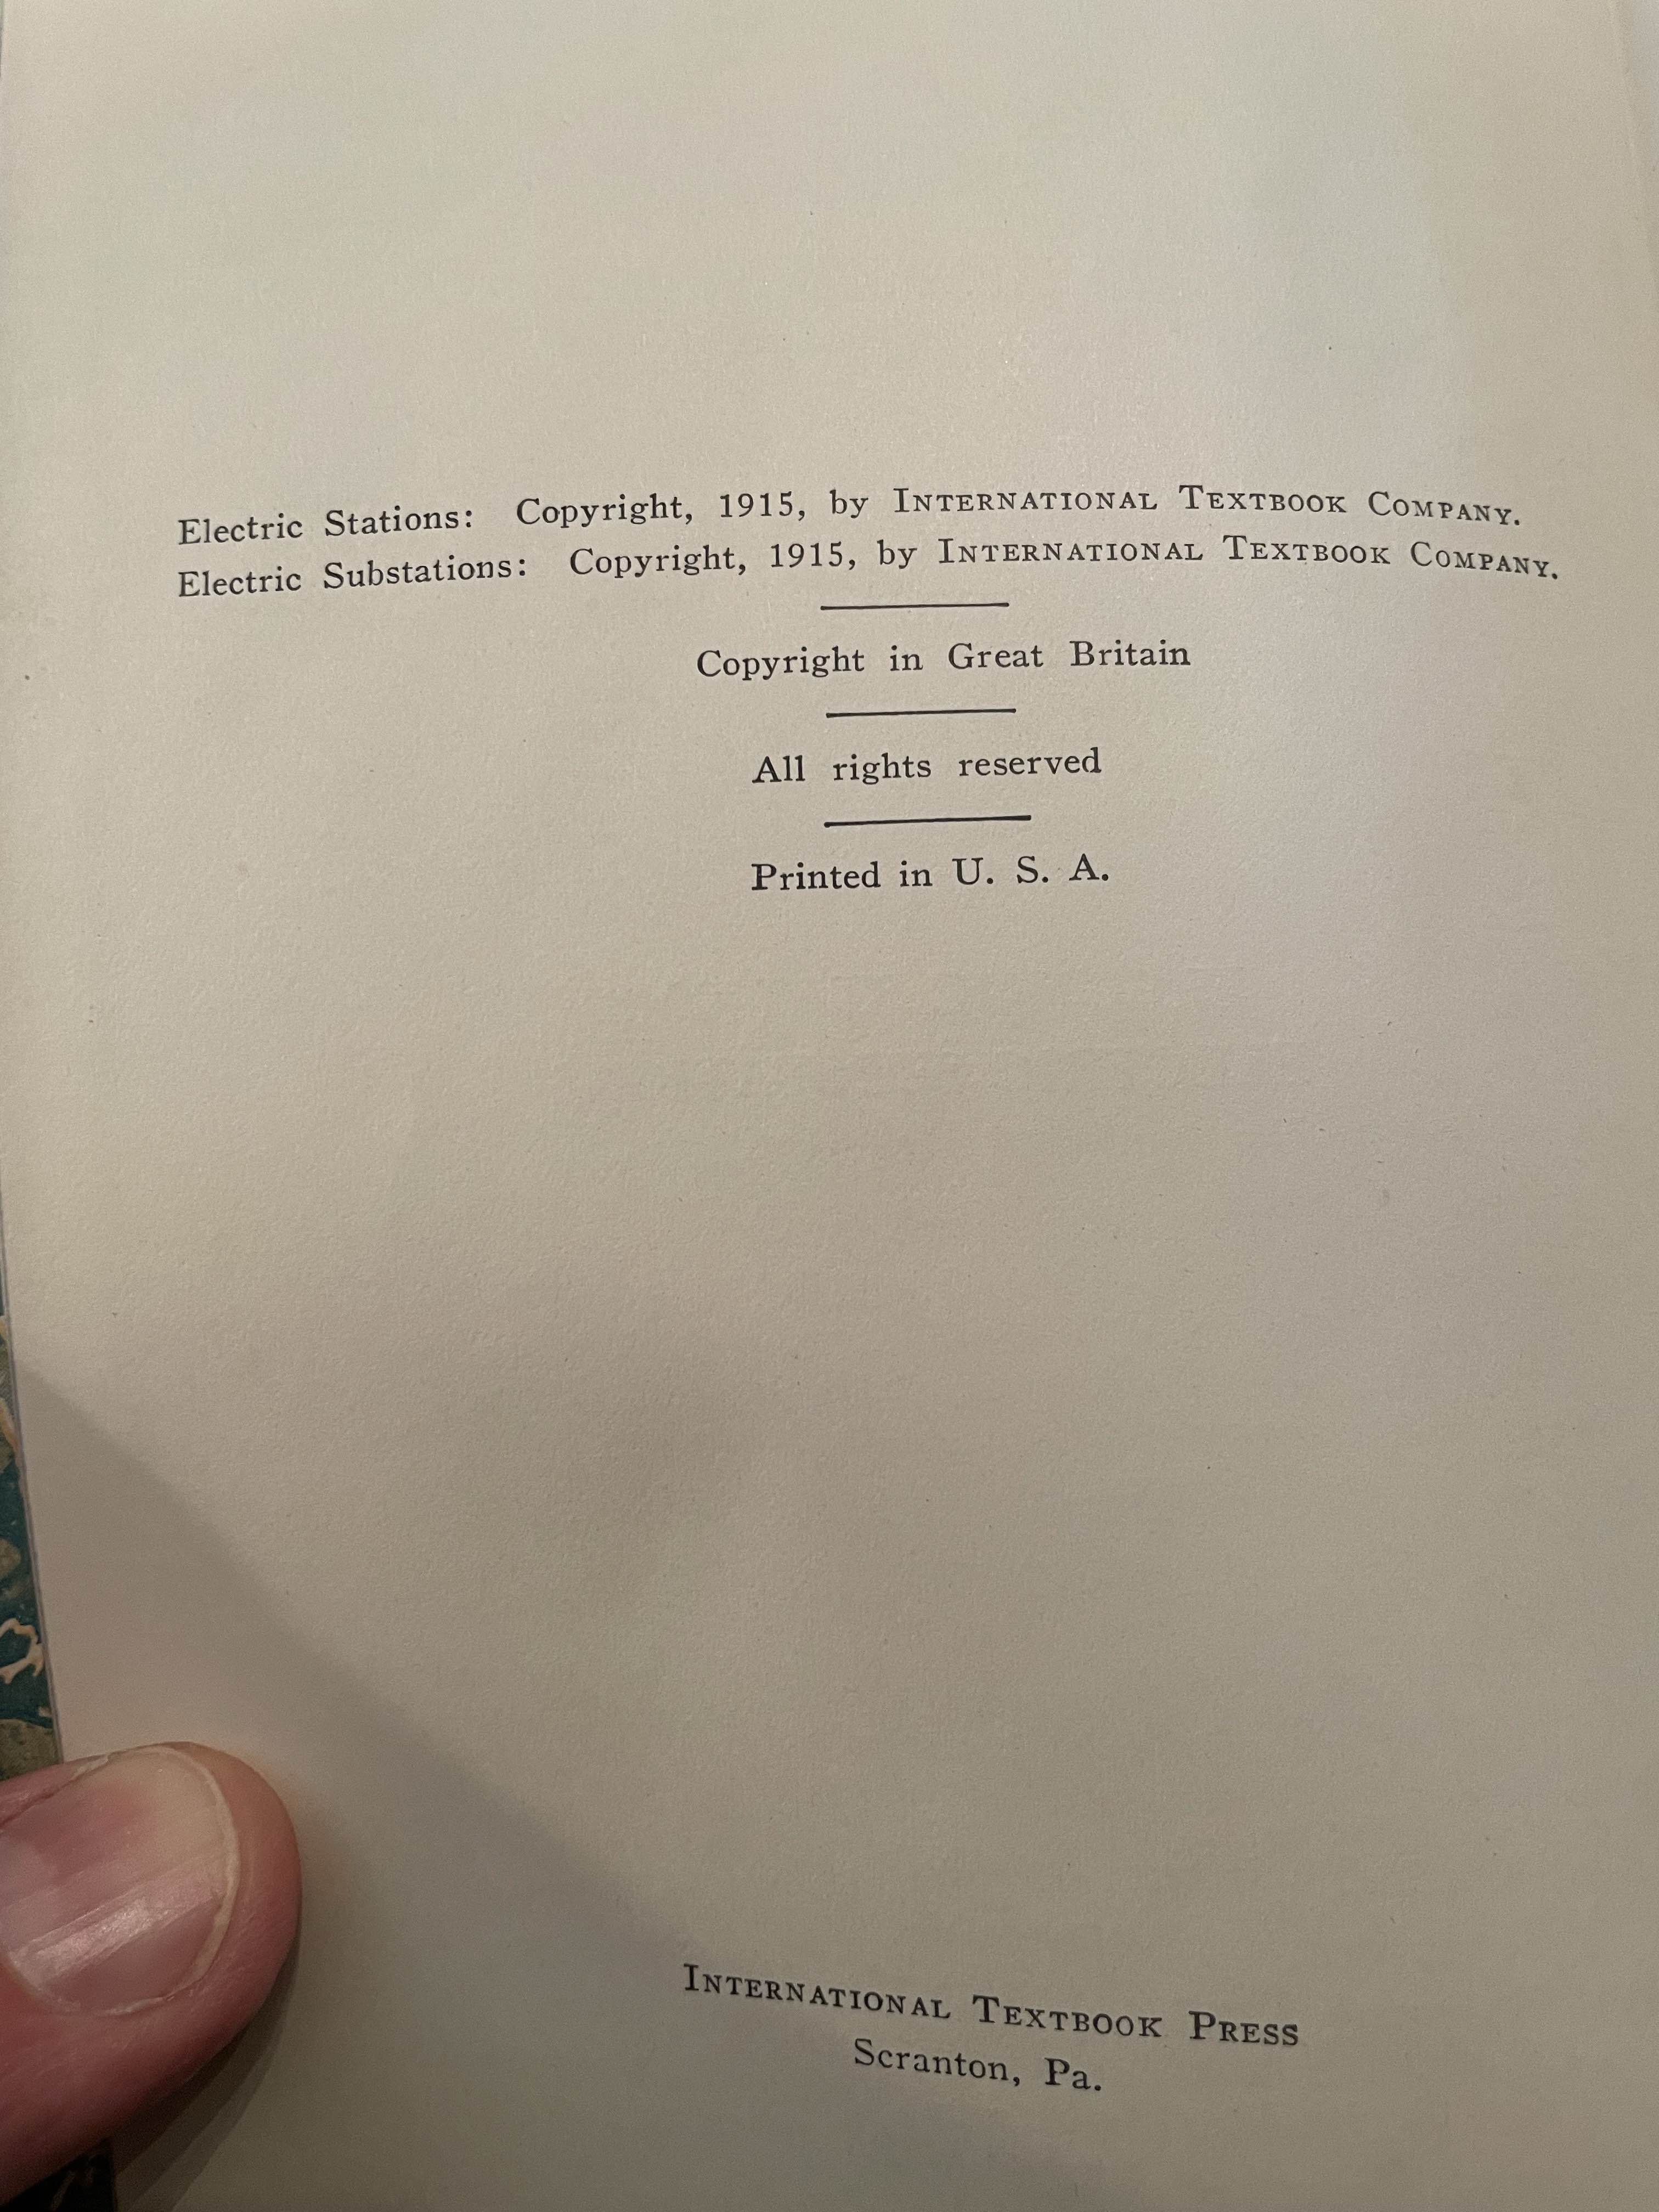 Electric Stations: Copyright, 1915, by INTERNATIONAL TEXTBOOK COMPANY.
Electric Substations: Copyright, 1915, by INTERNATIONAL TEXTBOOK COMPANY.
Copyright in Great Britain
All rights reserved
Printed in U. S. A.
INTERNATIONAL TEXTBOOK PRESS
Scranton, Pa.